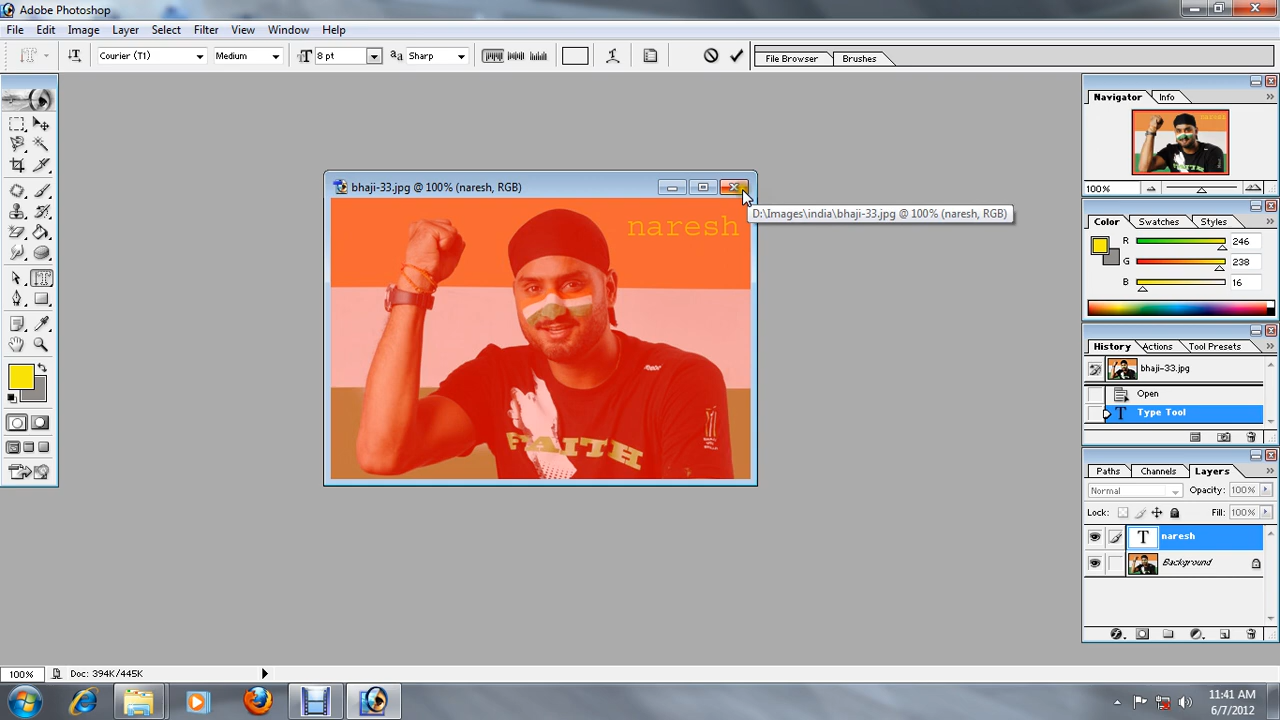 Adobe Photoshop
File Edit Image Layer Select Filter View Window Help
Courier (T1) Medium 8 pt aa Sharp File Browser Brushes
Navigator Info
naresh
100%
bhaji-33.jpg @ 100% (naresh, RGB)
D:\Images\india\bhaji-33.jpg @ 100% (naresh, RGB)
naresh
FAITH
Color Swatches Styles
R 246
G 238
B 16
History Actions Tool Presets
bhaji-33.jpg
Open
T Type Tool
Paths Channels Layers
Normal Opacity: 100%
Lock: Fill: 100%
T naresh
Background
100% Doc: 394K/445K
11:41 AM
6/7/2012